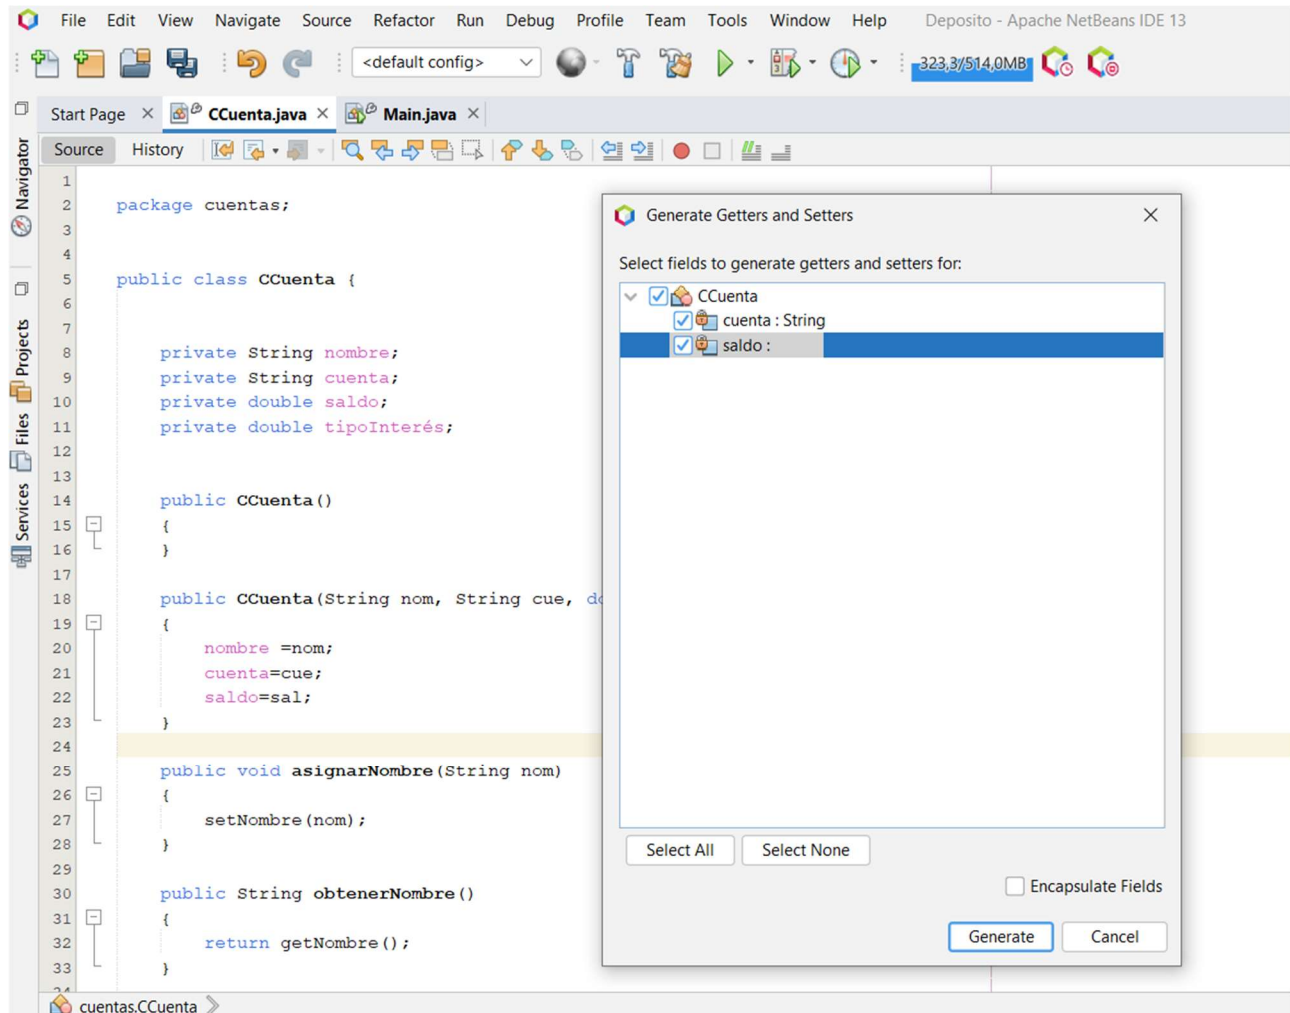 File Edit View Navigate Source Refactor Run Debug Profile Team Tools Window Help Deposito - Apache NetBeans IDE 13
<default config> 323,3/514,0MB
Start Page CCuenta.java Main.java
Source History
Navigator
Projects
Files
Services
1
2 package cuentas;
3
4
5 public class CCuenta {
6
7
8 private String nombre;
9 private String cuenta;
10 private double saldo;
11 private double tipoInterés;
12
13
14 public CCuenta()
15 {
16 }
17
18 public CCuenta(String nom, String cue, do
19 {
20 nombre =nom;
21 cuenta=cue;
22 saldo=sal;
23 }
24
25 public void asignarNombre(String nom)
26 {
27 setNombre(nom);
28 }
29
30 public String obtenerNombre()
31 {
32 return getNombre();
33 }
cuentas.CCuenta
Generate Getters and Setters
Select fields to generate getters and setters for:
CCuenta
cuenta : String
saldo :
Select All Select None
Encapsulate Fields
Generate Cancel